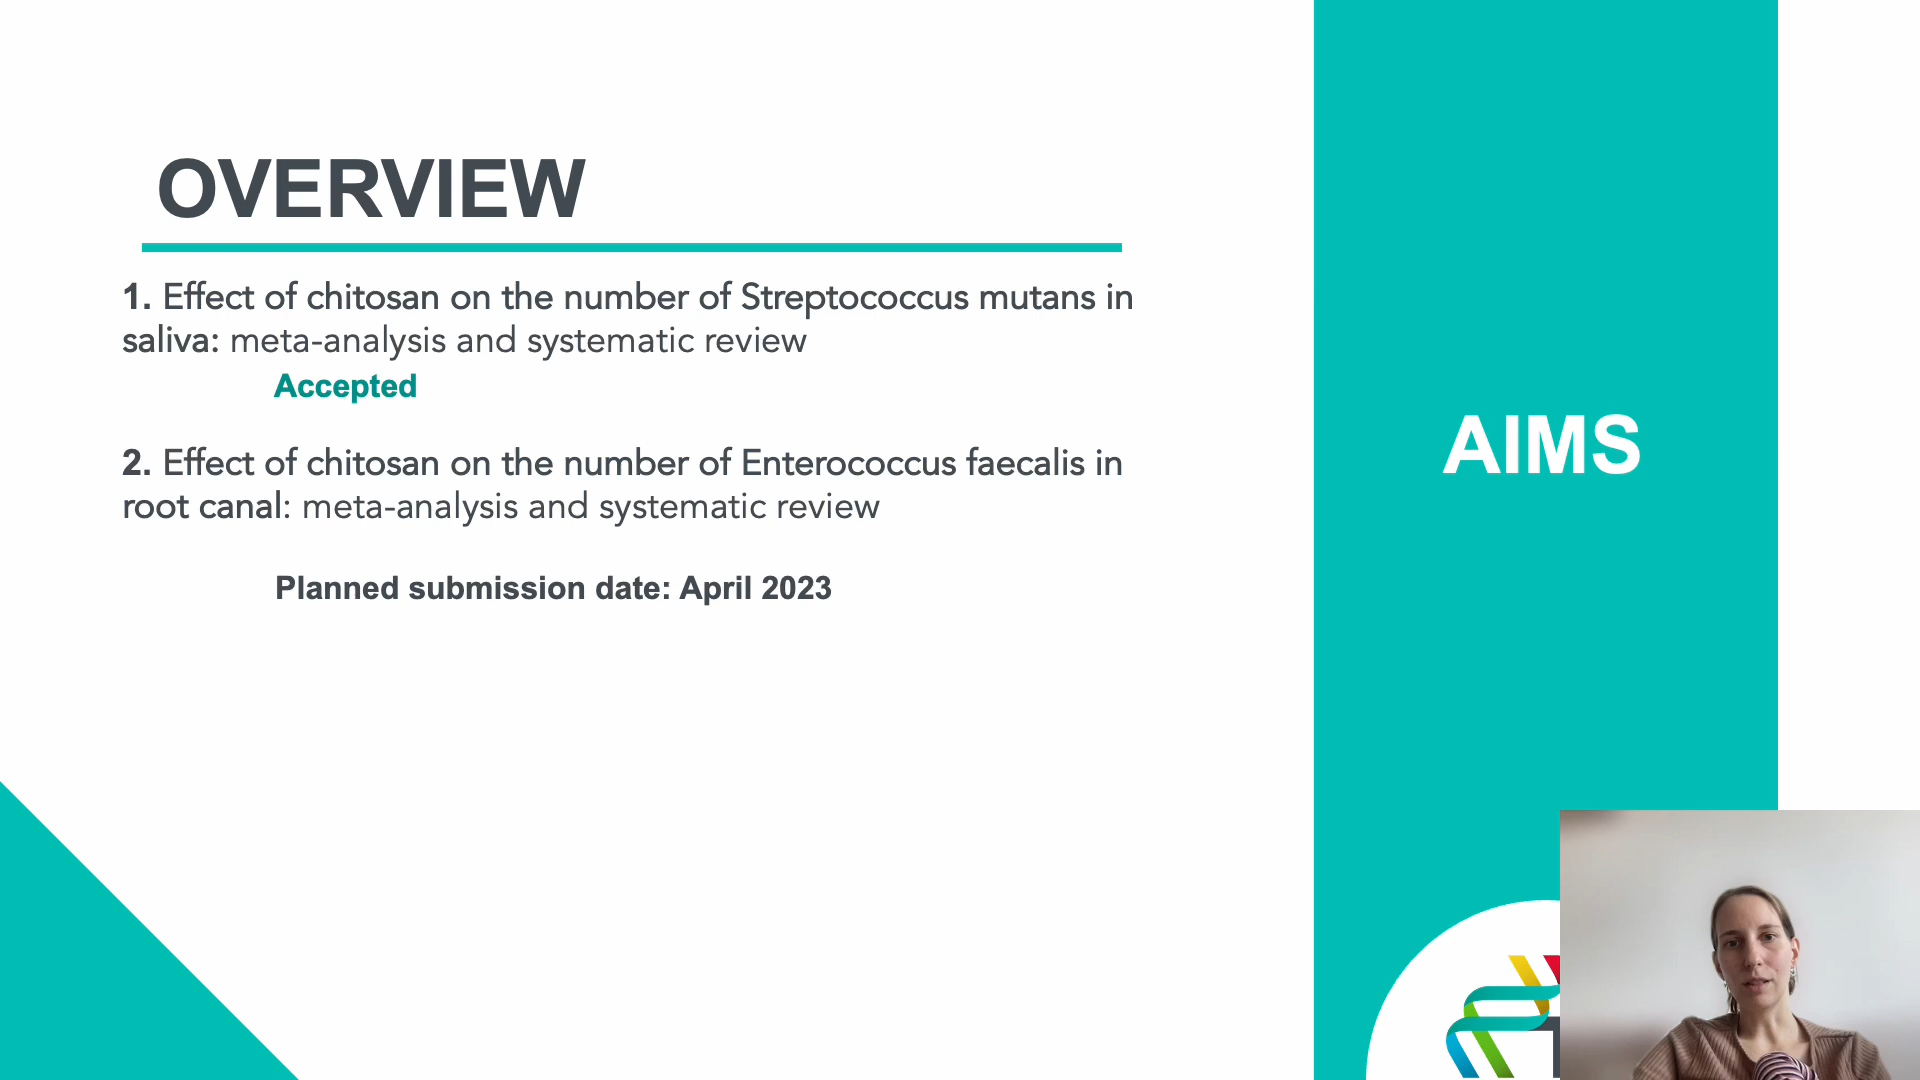 OVERVIEW
1. Effect of chitosan on the number of Streptococcus mutans in
saliva: meta-analysis and systematic review
Accepted
2. Effect of chitosan on the number of Enterococcus faecalis in
root canal: meta-analysis and systematic review
Planned submission date: April 2023
AIMS